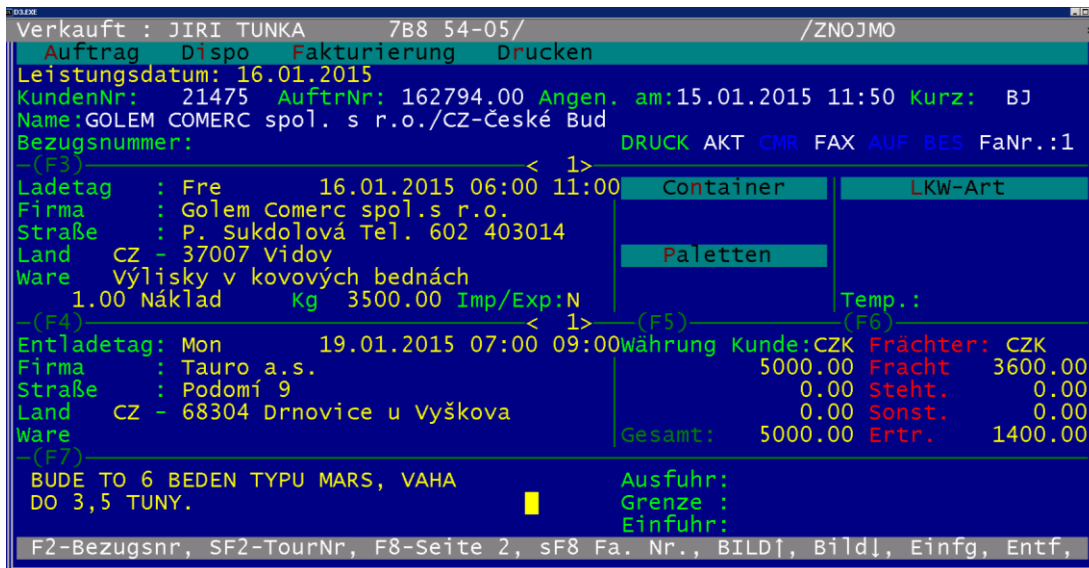 D3.EXE
Verkauft : JIRI TUNKA 7B8 54-05/ /ZNOJMO
Auftrag Dispo Fakturierung Drucken
Leistungsdatum: 16.01.2015
KundenNr: 21475 AuftrNr: 162794.00 Angen. am:15.01.2015 11:50 Kurz: BJ
Name:GOLEM COMERC spol. s r.o./CZ-České Bud
Bezugsnummer: DRUCK AKT CMR FAX AUF BES FaNr.:1
(F3) < 1>
Ladetag : Fre 16.01.2015 06:00 11:00 Container LKW-Art
Firma : Golem Comerc spol.s r.o.
Straße : P. Sukdolová Tel. 602 403014
Land CZ - 37007 Vidov Paletten
Ware Výlisky v kovových bednách
1.00 Náklad Kg 3500.00 Imp/Exp:N Temp.:
(F4) < 1> (F5) (F6)
Entladetag: Mon 19.01.2015 07:00 09:00 Währung Kunde:CZK Frächter: CZK
Firma : Tauro a.s. 5000.00 Fracht 3600.00
Straße : Podomí 9 0.00 Steht. 0.00
Land CZ - 68304 Drnovice u Vyškova 0.00 Sonst. 0.00
Ware Gesamt: 5000.00 Ertr. 1400.00
(F7)
BUDE TO 6 BEDEN TYPU MARS, VAHA Ausfuhr:
DO 3,5 TUNY. Grenze :
Einfuhr:
F2-Bezugsnr, SF2-TourNr, F8-Seite 2, sF8 Fa. Nr., BILD↑, Bild↓, Einfg, Entf,